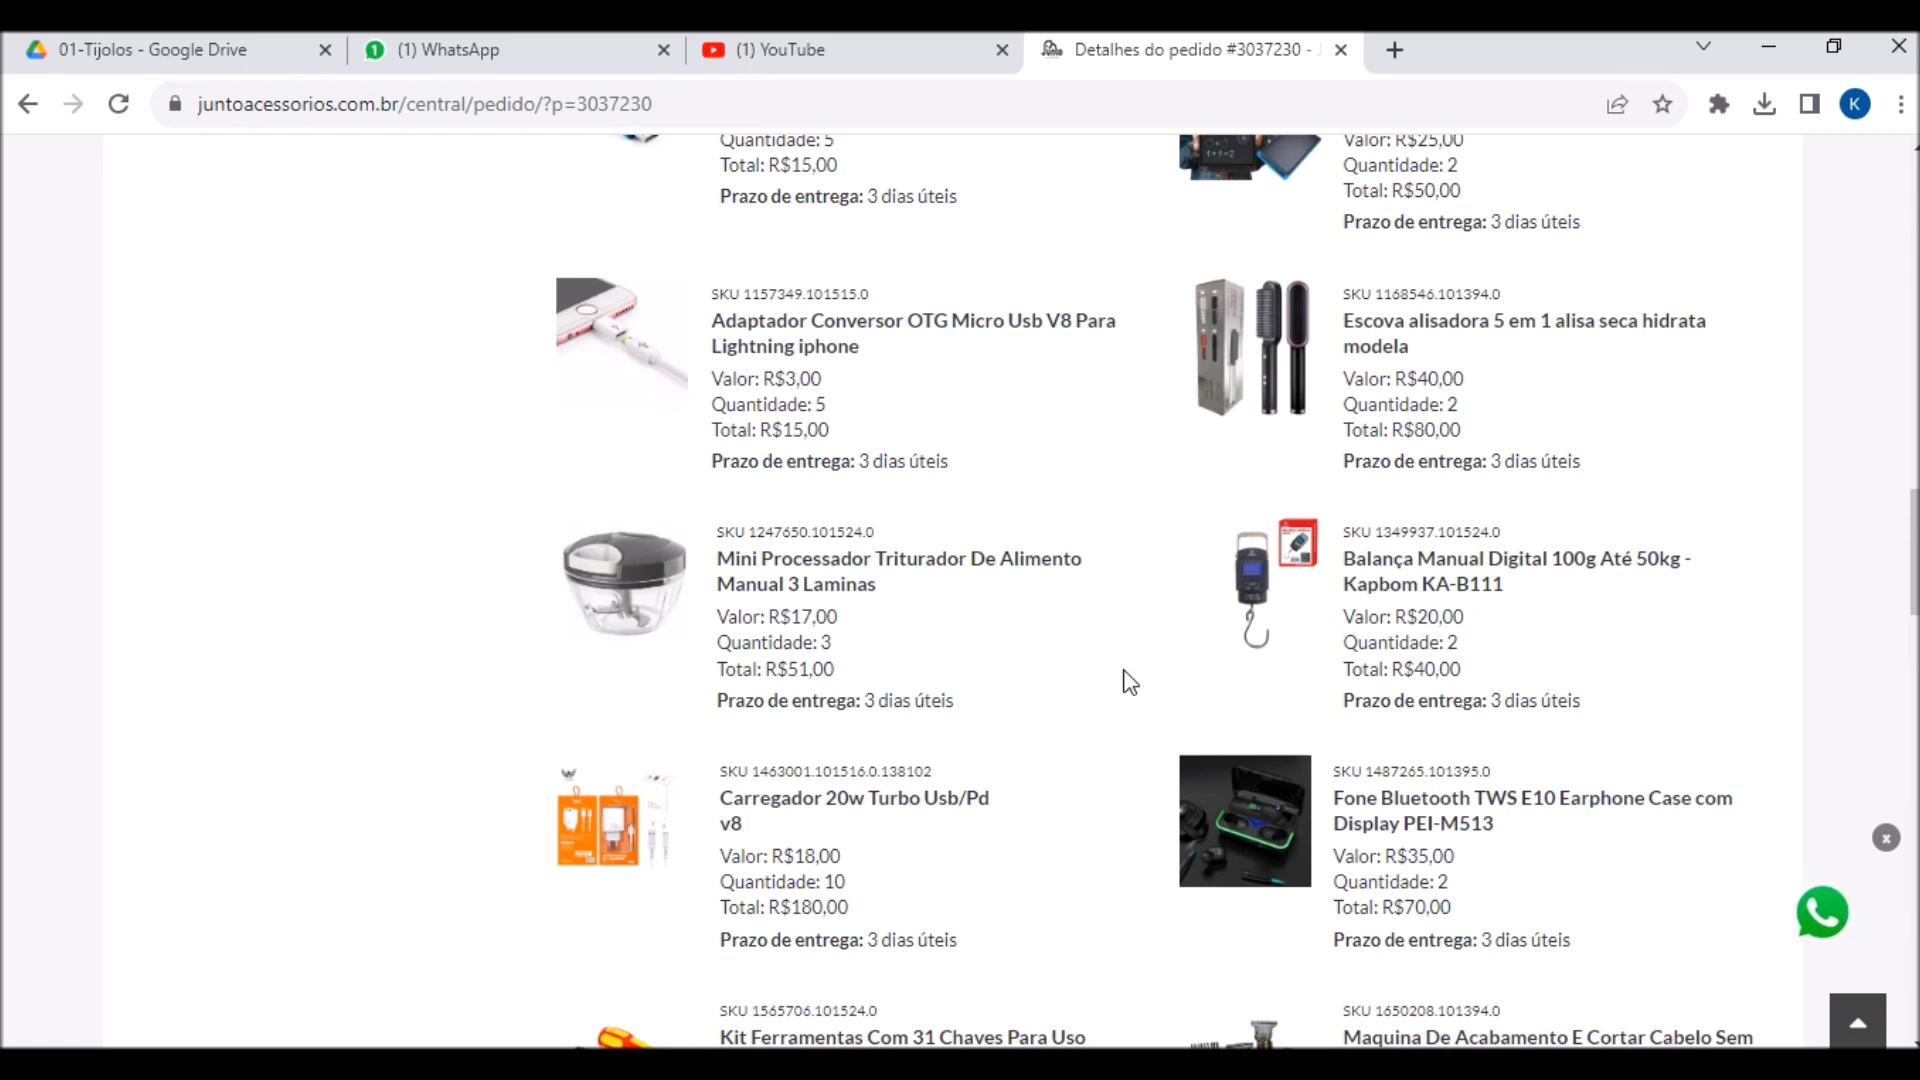 01-Tijolos - Google Drive
(1) WhatsApp
(1) YouTube
Detalhes do pedido #3037230 -
juntoacessorios.com.br/central/pedido/?p=3037230
K
Quantidade: 5
Total: R$15,00
Prazo de entrega: 3 dias úteis
Valor: R$25,00
Quantidade: 2
Total: R$50,00
Prazo de entrega: 3 dias úteis
SKU 1157349.101515.0
Adaptador Conversor OTG Micro Usb V8 Para
Lightning iphone
Valor: R$3,00
Quantidade: 5
Total: R$15,00
Prazo de entrega: 3 dias úteis
SKU 1168546.101394.0
Escova alisadora 5 em 1 alisa seca hidrata
modela
Valor: R$40,00
Quantidade: 2
Total: R$80,00
Prazo de entrega: 3 dias úteis
SKU 1247650.101524.0
Mini Processador Triturador De Alimento
Manual 3 Laminas
Valor: R$17,00
Quantidade: 3
Total: R$51,00
Prazo de entrega: 3 dias úteis
SKU 1349937.101524.0
Balança Manual Digital 100g Até 50kg -
Kapbom KA-B111
Valor: R$20,00
Quantidade: 2
Total: R$40,00
Prazo de entrega: 3 dias úteis
SKU 1463001.101516.0.138102
Carregador 20w Turbo Usb/Pd
v8
Valor: R$18,00
Quantidade: 10
Total: R$180,00
Prazo de entrega: 3 dias úteis
SKU 1487265.101395.0
Fone Bluetooth TWS E10 Earphone Case com
Display PEI-M513
Valor: R$35,00
Quantidade: 2
Total: R$70,00
Prazo de entrega: 3 dias úteis
SKU 1565706.101524.0
Kit Ferramentas Com 31 Chaves Para Uso
SKU 1650208.101394.0
Maquina De Acabamento E Cortar Cabelo Sem